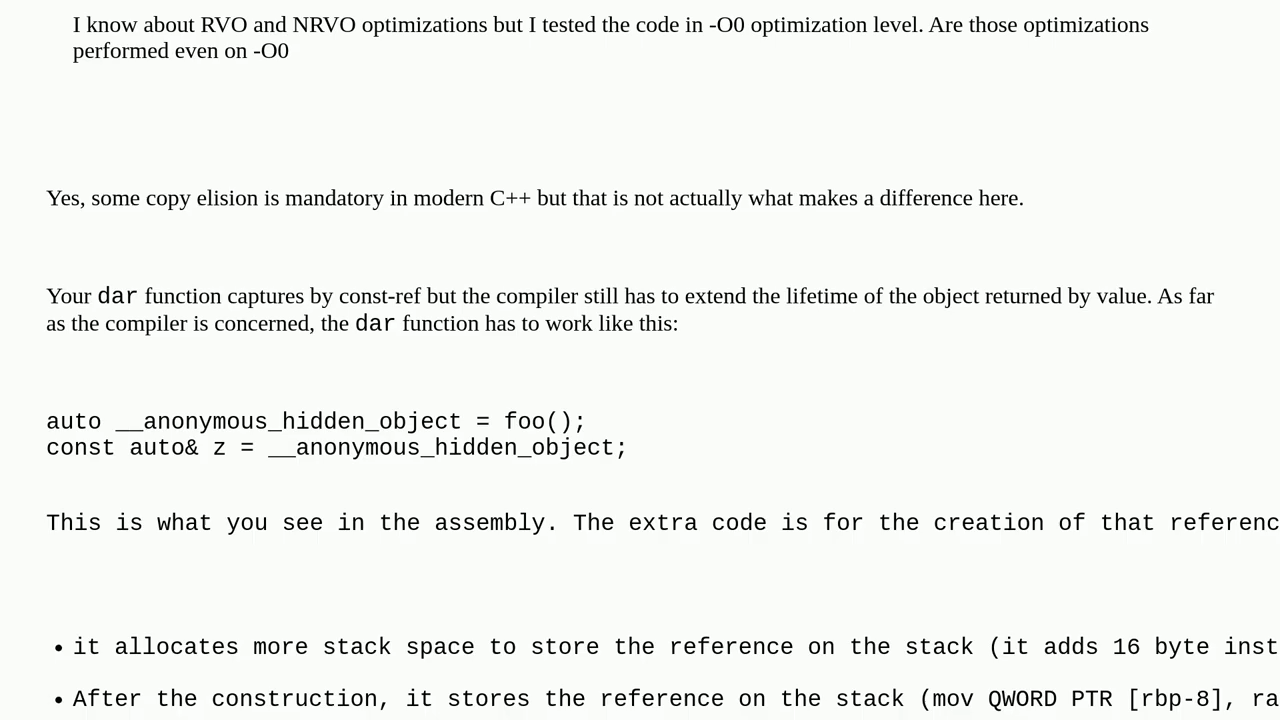 I know about RVO and NRVO optimizations but I tested the code in -O0 optimization level. Are those optimizations
performed even on -O0
Yes, some copy elision is mandatory in modern C++ but that is not actually what makes a difference here.
Your dar function captures by const-ref but the compiler still has to extend the lifetime of the object returned by value. As far
as the compiler is concerned, the dar function has to work like this:
auto __anonymous_hidden_object = foo();
const auto& z = __anonymous_hidden_object;
This is what you see in the assembly. The extra code is for the creation of that referenc
• it allocates more stack space to store the reference on the stack (it adds 16 byte inst
• After the construction, it stores the reference on the stack (mov QWORD PTR [rbp-8], ra